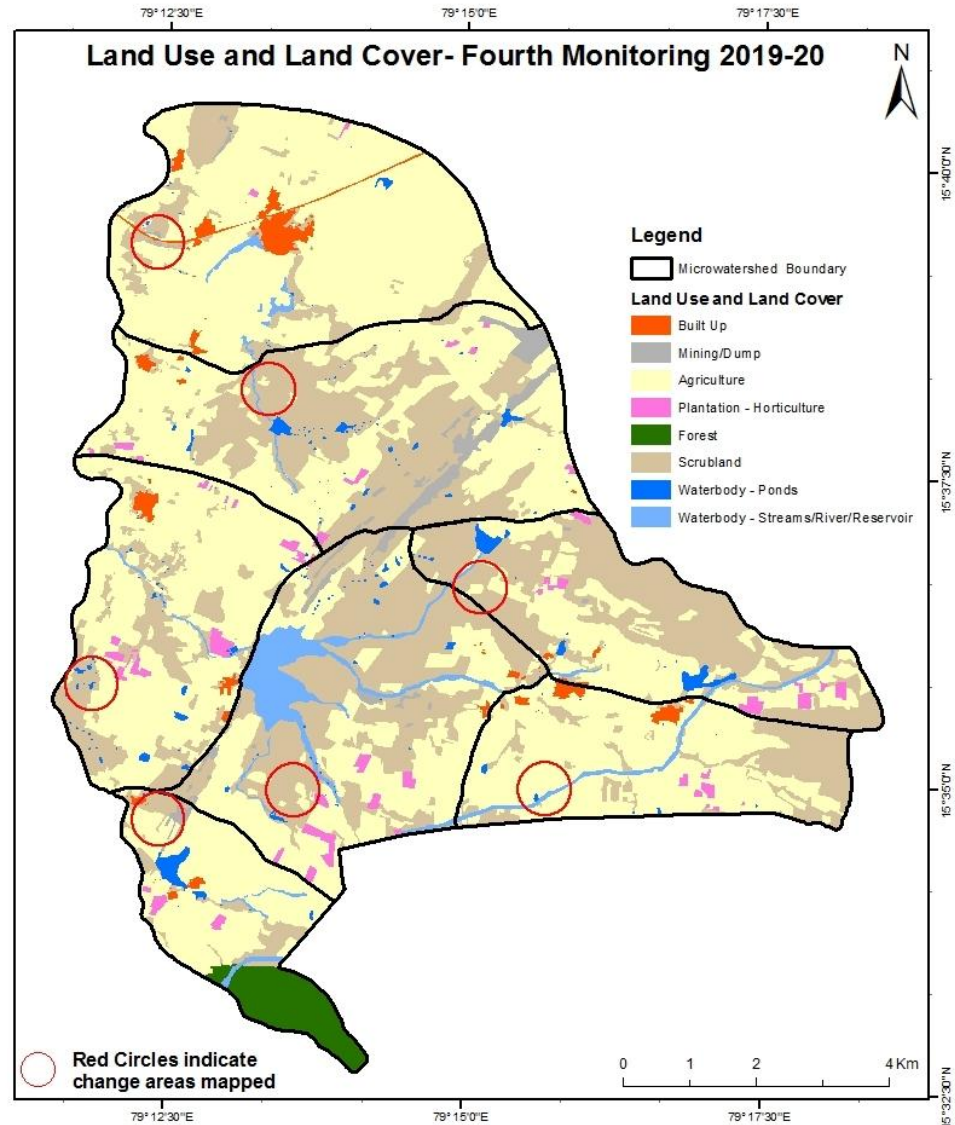 79° 12'30"E 79° 15'0"E 79° 17'30"E
Land Use and Land Cover- Fourth Monitoring 2019-20
N
15°40'0"N
Legend
Microwatershed Boundary
Land Use and Land Cover
Built Up
Mining/Dump
Agriculture
Plantation - Horticulture
Forest
Scrubland
Waterbody - Ponds
Waterbody - Streams/River/Reservoir
15°37'30"N
15°35'0"N
Red Circles indicate
change areas mapped
0 1 2 4 Km
15°32'30"N
79° 12'30"E 79° 15'0"E 79° 17'30"E